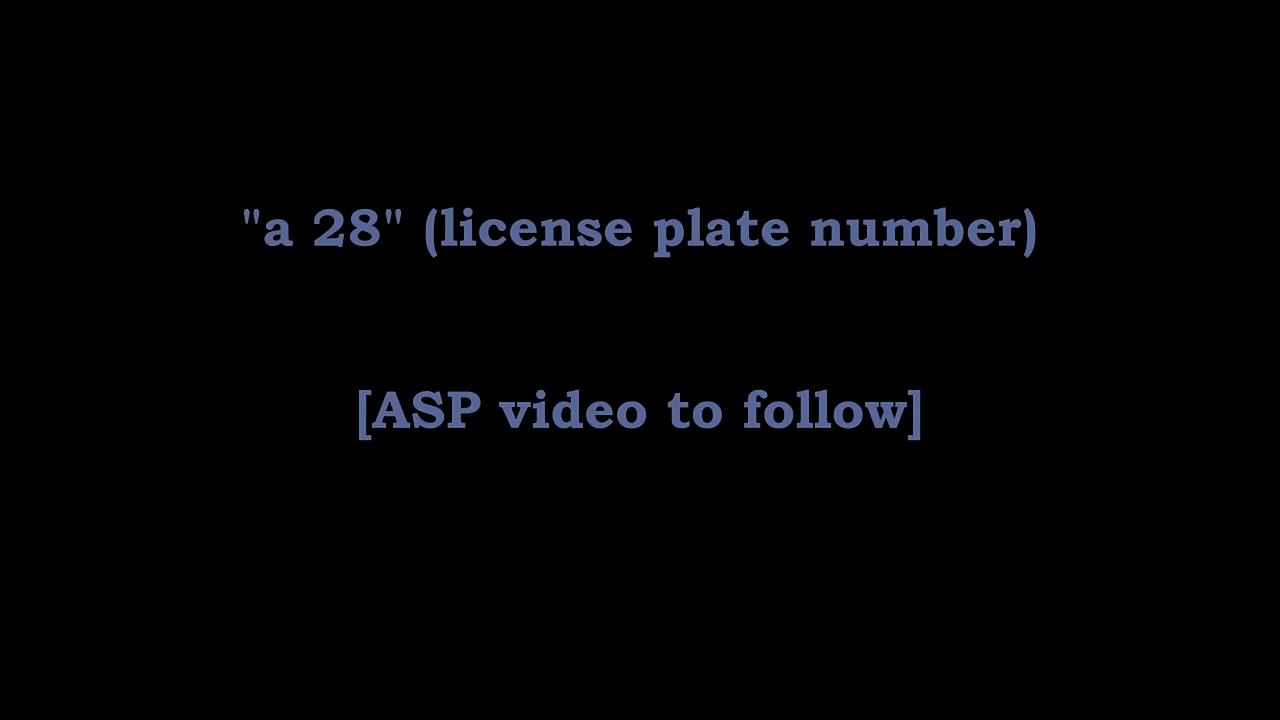 "a 28" (license plate number)
[ASP video to follow]